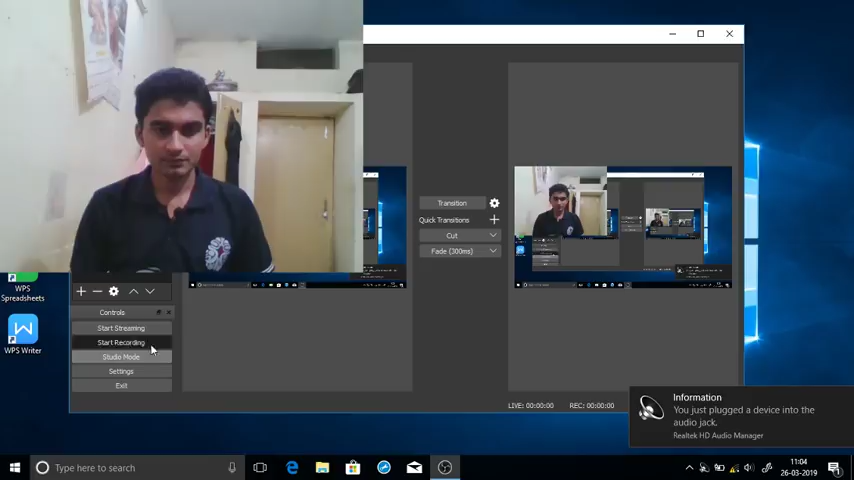 Transition
Quick Transitions
Cut
Fade (300ms)
WPS
Spreadsheets
WPS Writer
Controls
Start Streaming
Start Recording
Studio Mode
Settings
Exit
LIVE: 00:00:00
REC: 00:00:00
Information
You just plugged a device into the
audio jack.
Realtek HD Audio Manager
Type here to search
11:04
26-03-2019